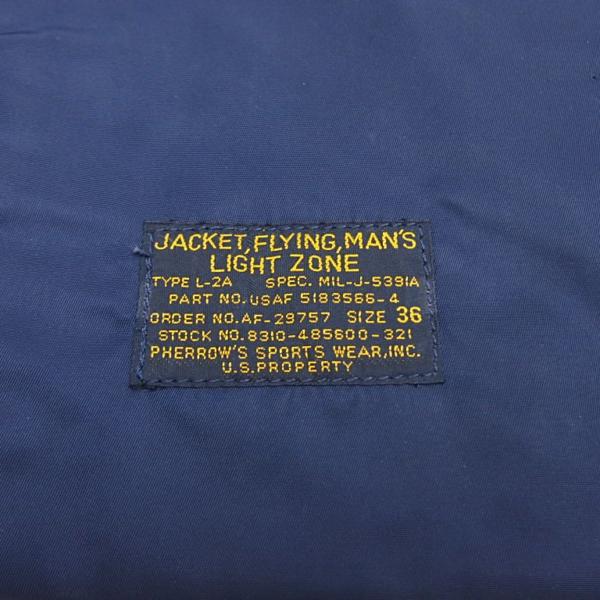 JACKET, FLYING, MAN'S
LIGHT ZONE
TYPE L-2A SPEC. MIL-J-5391A
PART NO. USAF 5183566-4
ORDER NO. AF-29757 SIZE 36
STOCK NO. 8310-485600-321
PHERROW'S SPORTS WEAR, INC.
U.S. PROPERTY